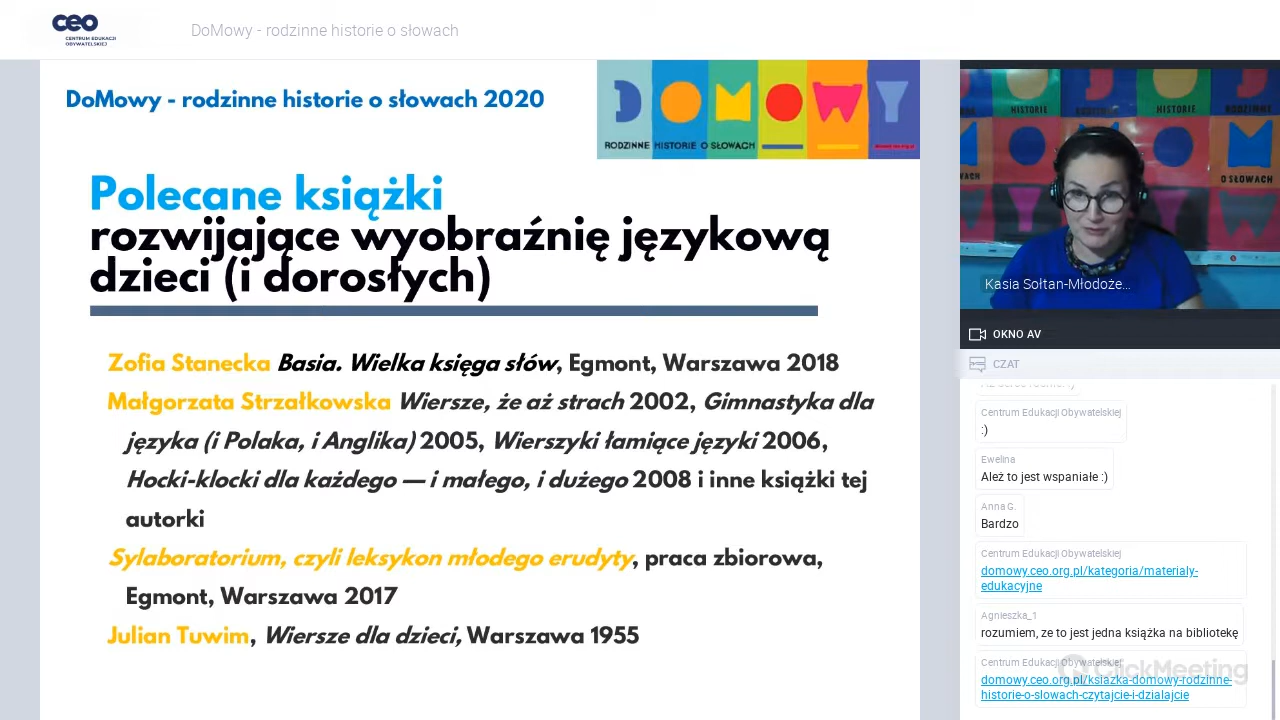 ceo
CENTRUM EDUKACJI
OBYWATELSKIEJ
DoMowy - rodzinne historie o słowach
DoMowy - rodzinne historie o słowach 2020
DOMOWY
RODZINNE HISTORIE O SŁOWACH
Polecane książki
rozwijające wyobraźnię językową
dzieci (i dorosłych)
Zofia Stanecka Basia. Wielka księga słów, Egmont, Warszawa 2018
Małgorzata Strzałkowska Wiersze, że aż strach 2002, Gimnastyka dla
języka (i Polaka, i Anglika) 2005, Wierszyki łamiące języki 2006,
Hocki-klocki dla każdego — i małego, i dużego 2008 i inne książki tej
autorki
Sylaboratorium, czyli leksykon młodego erudyty, praca zbiorowa,
Egmont, Warszawa 2017
Julian Tuwim, Wiersze dla dzieci, Warszawa 1955
HISTORIE
HISTORIE
RODZINNE
O SŁOWACH
Kasia Sołtan-Młodoże...
OKNO AV
CZAT
Centrum Edukacji Obywatelskiej
:)
Ewelina
Ależ to jest wspaniałe :)
Anna G.
Bardzo
Centrum Edukacji Obywatelskiej
domowy.ceo.org.pl/kategoria/materialy-
edukacyjne
Agnieszka_1
rozumiem, ze to jest jedna książka na bibliotekę
Centrum Edukacji Obywatelskiej
domowy.ceo.org.pl/ksiazka-domowy-rodzinne-
historie-o-slowach-czytajcie-i-dzialajcie
ClickMeeting